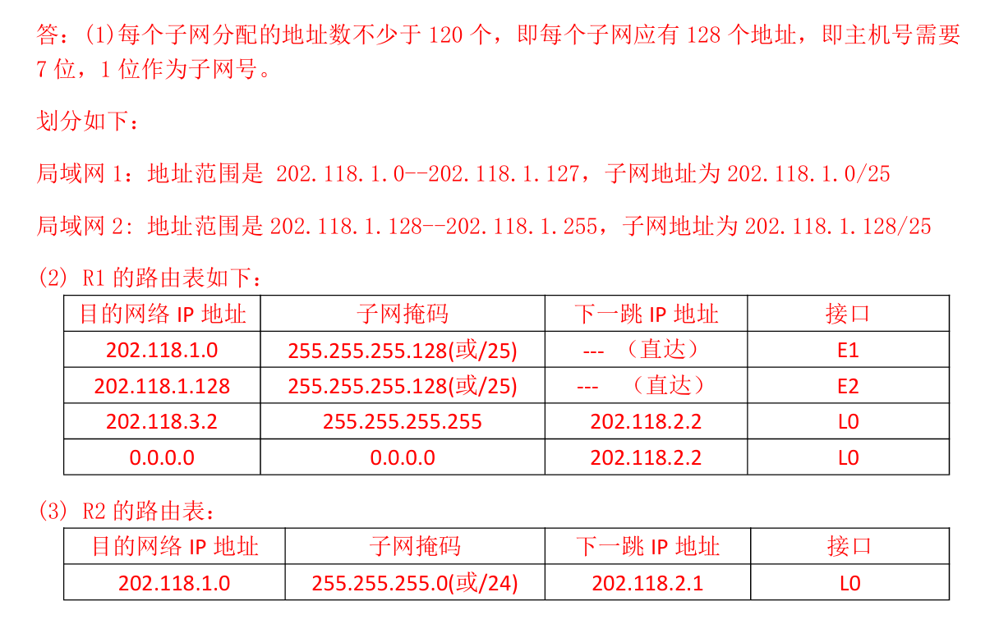 答：(1)每个子网分配的地址数不少于 120 个，即每个子网应有 128 个地址，即主机号需要
7 位，1 位作为子网号。
划分如下：
局域网 1：地址范围是 202.118.1.0--202.118.1.127，子网地址为 202.118.1.0/25
局域网 2: 地址范围是 202.118.1.128--202.118.1.255，子网地址为 202.118.1.128/25
(2) R1 的路由表如下：
目的网络 IP 地址 子网掩码 下一跳 IP 地址 接口
202.118.1.0 255.255.255.128(或/25) --- （直达） E1
202.118.1.128 255.255.255.128(或/25) --- （直达） E2
202.118.3.2 255.255.255.255 202.118.2.2 L0
0.0.0.0 0.0.0.0 202.118.2.2 L0
(3) R2 的路由表：
目的网络 IP 地址 子网掩码 下一跳 IP 地址 接口
202.118.1.0 255.255.255.0(或/24) 202.118.2.1 L0